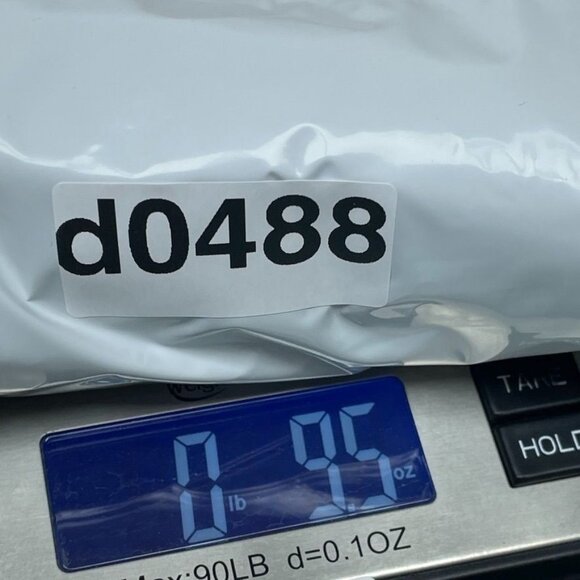 d0488
TARE
0 lb 9.5 oz
HOLD
Max:90LB d=0.1OZ